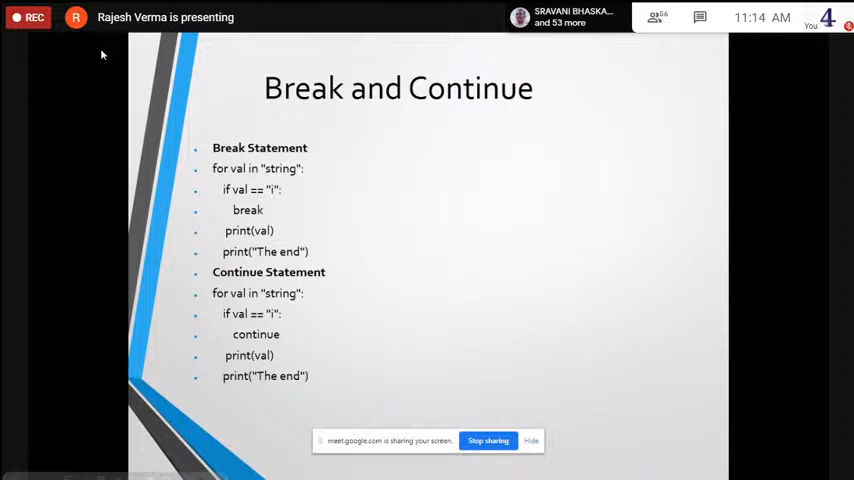 REC
R
Rajesh Verma is presenting
SRAVANI BHASKA...
and 53 more
56
11:14 AM
You
4
Break and Continue
Break Statement
for val in "string":
if val == "i":
break
print(val)
print("The end")
Continue Statement
for val in "string":
if val == "i":
continue
print(val)
print("The end")
meet.google.com is sharing your screen.
Stop sharing
Hide